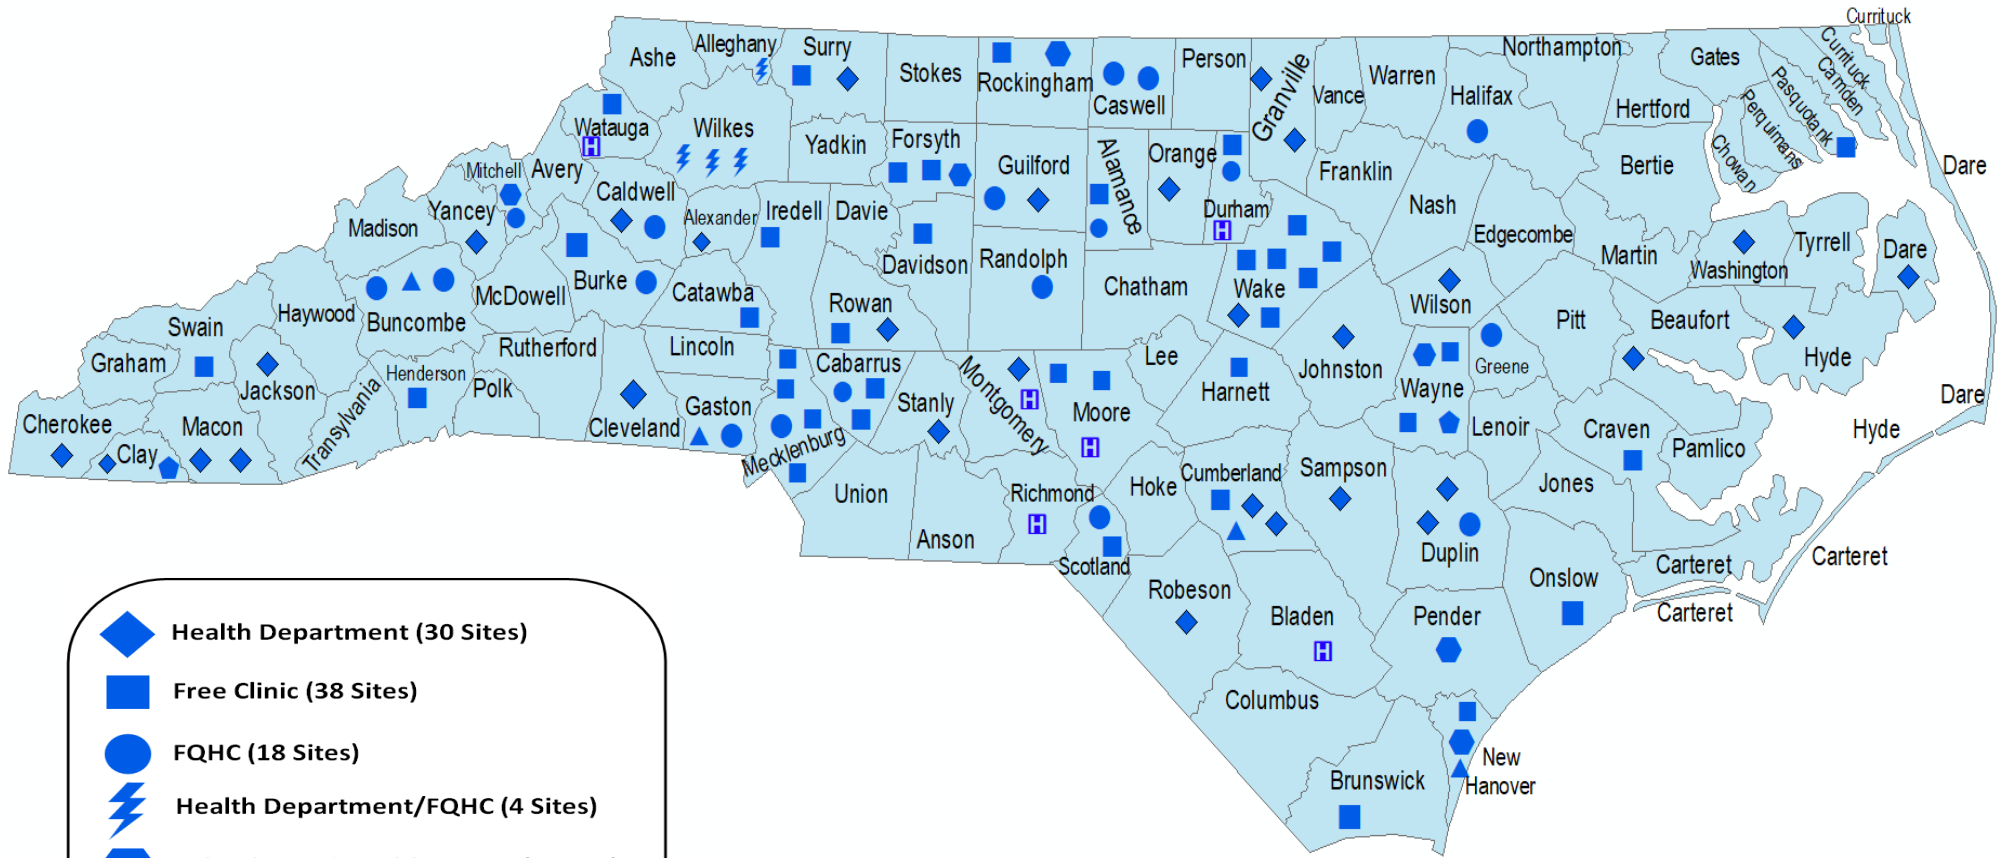 Currituck
Ashe
Alleghany
Surry
Stokes
Rockingham
Caswell
Person
Granville
Vance
Warren
Northampton
Halifax
Gates
Hertford
Currituck
Camden
Pasquotank
Perquimans
Chowan
Bertie
Dare
Watauga
Wilkes
Yadkin
Forsyth
Guilford
Alamance
Orange
Durham
Franklin
Nash
Edgecombe
Martin
Washington
Tyrrell
Dare
Mitchell
Avery
Yancey
Madison
Caldwell
Alexander
Iredell
Davie
Davidson
Randolph
Chatham
Wake
Wilson
Pitt
Beaufort
Hyde
Haywood
Buncombe
McDowell
Burke
Catawba
Rowan
Swain
Graham
Jackson
Transylvania
Henderson
Polk
Rutherford
Lincoln
Cleveland
Gaston
Mecklenburg
Cabarrus
Stanly
Montgomery
Moore
Lee
Harnett
Johnston
Wayne
Greene
Lenoir
Craven
Pamlico
Hyde
Dare
Cherokee
Clay
Macon
Union
Anson
Richmond
Hoke
Scotland
Cumberland
Sampson
Duplin
Jones
Onslow
Carteret
Carteret
Carteret
Robeson
Bladen
Pender
Columbus
Brunswick
New
Hanover
H
H
H
H
H
H
Health Department (30 Sites)
Free Clinic (38 Sites)
FQHC (18 Sites)
Health Department/FQHC (4 Sites)